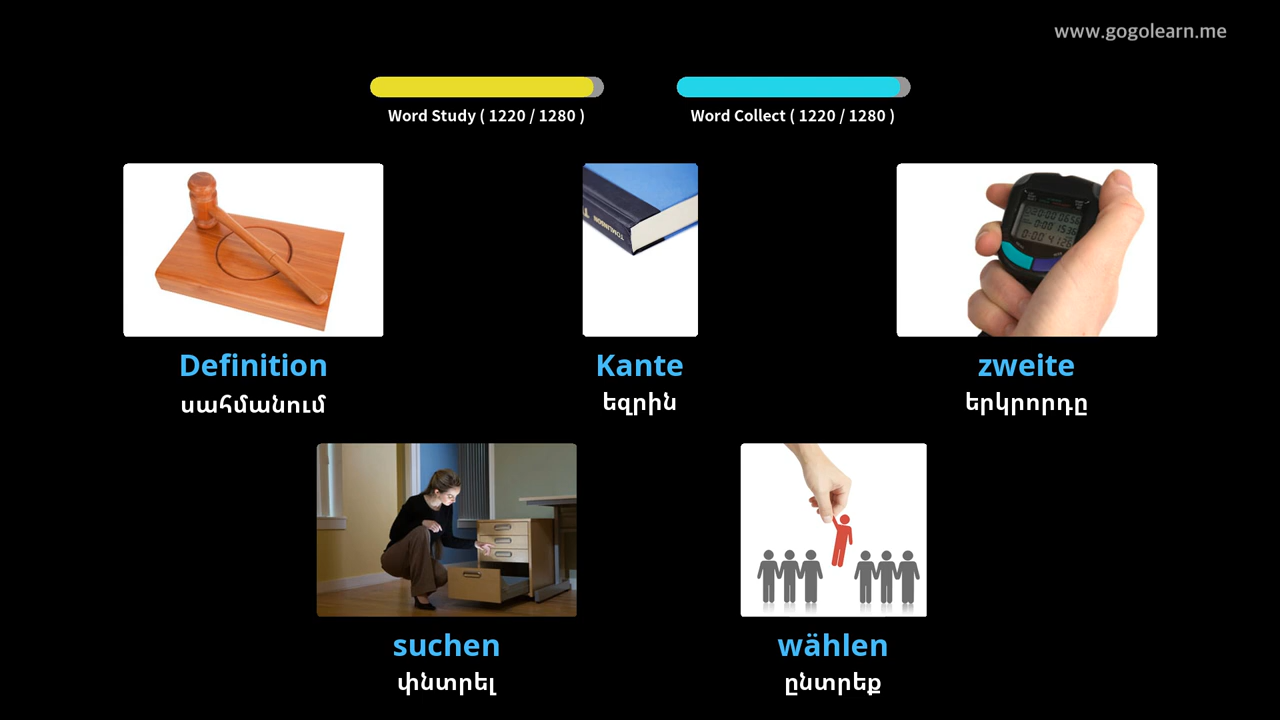 www.gogolearn.me
Word Study ( 1220 / 1280 )
Word Collect ( 1220 / 1280 )
TOMLINSON
Definition
սահմանում
Kante
եզրին
zweite
երկրորդը
suchen
փնտրել
wählen
ընտրեք